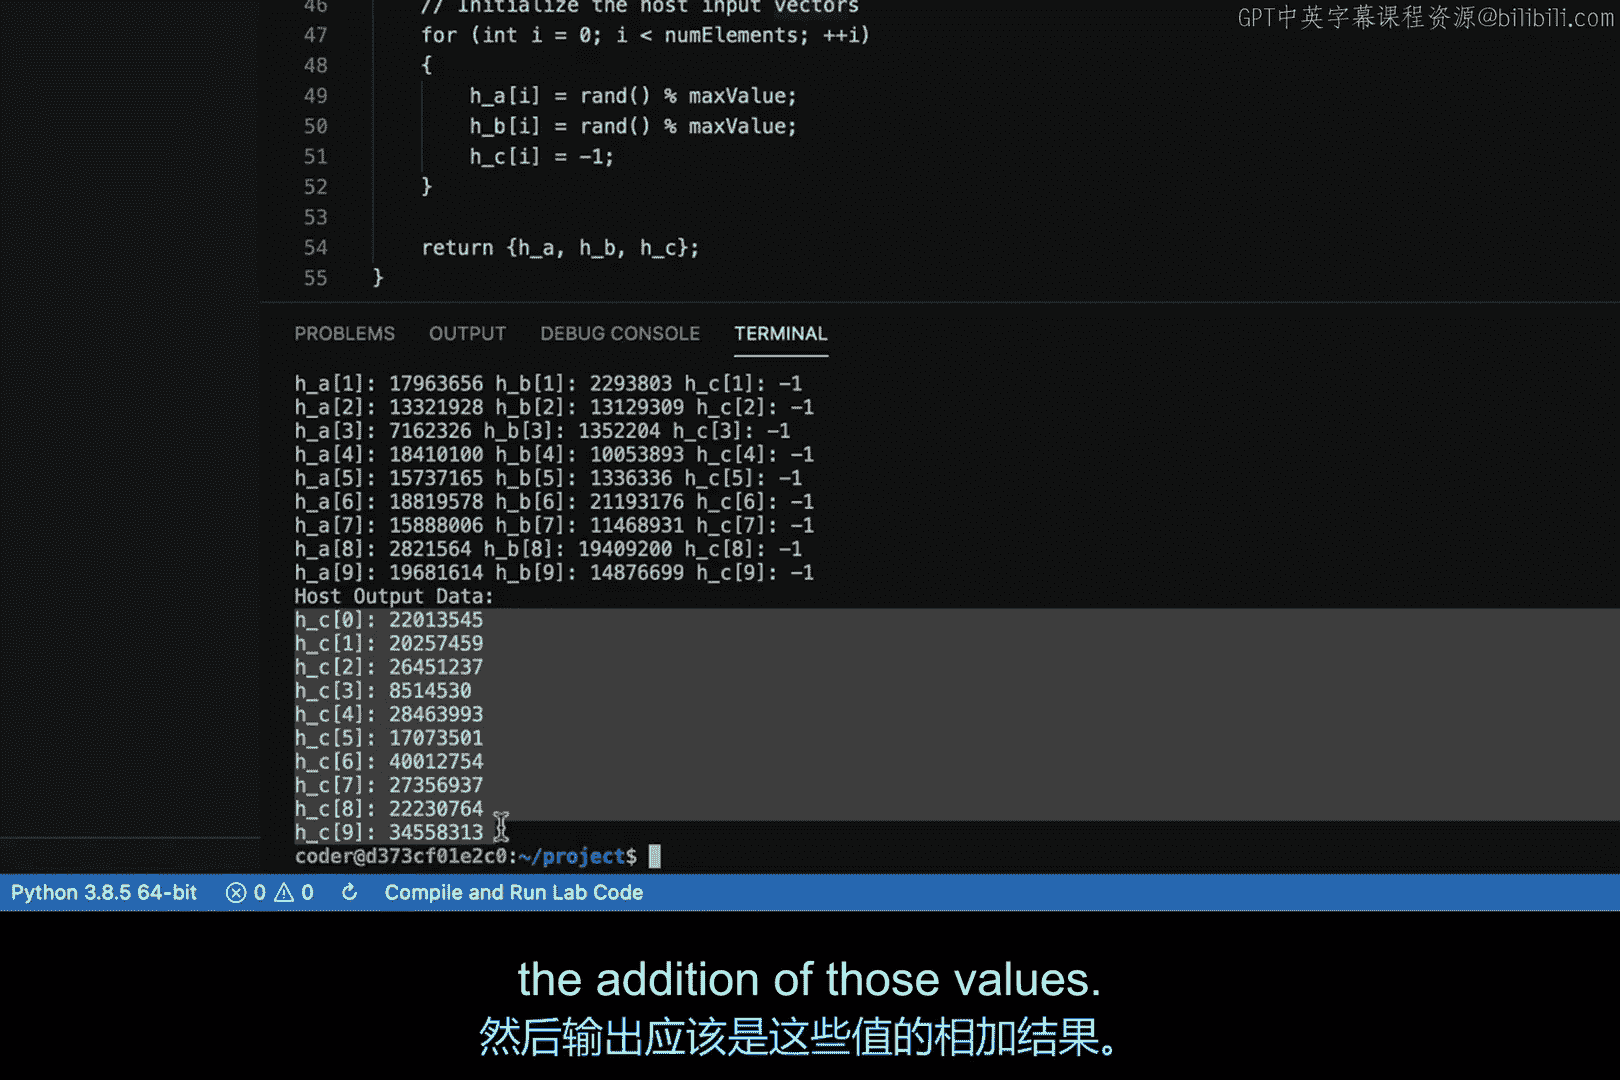 GPT中英字幕课程资源@bilibili.com
46 // Initialize the host input vectors
47 for (int i = 0; i < numElements; ++i)
48 {
49 h_a[i] = rand() % maxValue;
50 h_b[i] = rand() % maxValue;
51 h_c[i] = -1;
52 }
53
54 return {h_a, h_b, h_c};
55 }
PROBLEMS OUTPUT DEBUG CONSOLE TERMINAL
h_a[1]: 17963656 h_b[1]: 2293803 h_c[1]: -1
h_a[2]: 13321928 h_b[2]: 13129309 h_c[2]: -1
h_a[3]: 7162326 h_b[3]: 1352204 h_c[3]: -1
h_a[4]: 18410100 h_b[4]: 10053893 h_c[4]: -1
h_a[5]: 15737165 h_b[5]: 1336336 h_c[5]: -1
h_a[6]: 18819578 h_b[6]: 21193176 h_c[6]: -1
h_a[7]: 15888006 h_b[7]: 11468931 h_c[7]: -1
h_a[8]: 2821564 h_b[8]: 19409200 h_c[8]: -1
h_a[9]: 19681614 h_b[9]: 14876699 h_c[9]: -1
Host Output Data:
h_c[0]: 22013545
h_c[1]: 20257459
h_c[2]: 26451237
h_c[3]: 8514530
h_c[4]: 28463993
h_c[5]: 17073501
h_c[6]: 40012754
h_c[7]: 27356937
h_c[8]: 22230764
h_c[9]: 34558313
coder@d373cf01e2c0:~/project$
Python 3.8.5 64-bit 0 0 Compile and Run Lab Code
the addition of those values.
然后输出应该是这些值的相加结果。